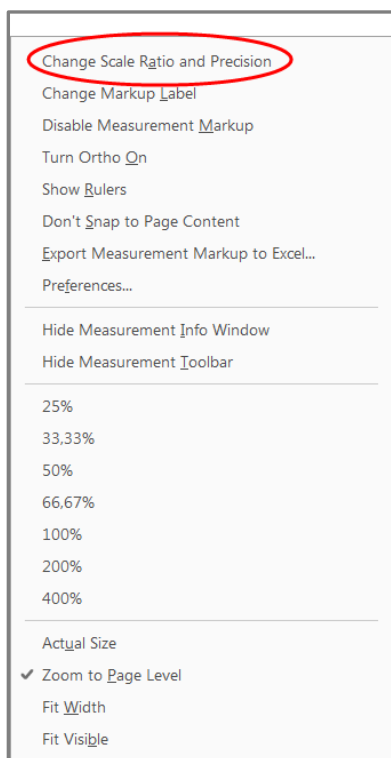 Change Scale Ratio and Precision
Change Markup Label
Disable Measurement Markup
Turn Ortho On
Show Rulers
Don't Snap to Page Content
Export Measurement Markup to Excel...
Preferences...
Hide Measurement Info Window
Hide Measurement Toolbar
25%
33,33%
50%
66,67%
100%
200%
400%
Actual Size
Zoom to Page Level
Fit Width
Fit Visible